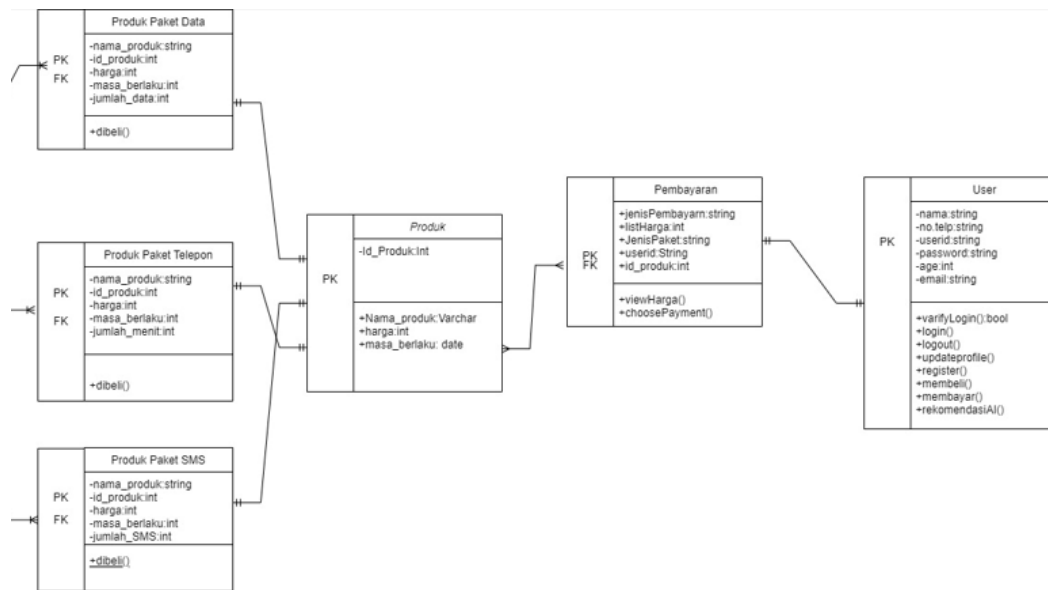 Produk Paket Data
PK
FK
-nama_produk:string
-id_produk:int
-harga:int
-masa_berlaku:int
-jumlah_data:int
+dibeli()
Produk Paket Telepon
PK
FK
-nama_produk:string
-id_produk:int
-harga:int
-masa_berlaku:int
-jumlah_menit:int
+dibeli()
Produk Paket SMS
PK
FK
-nama_produk:string
-id_produk:int
-harga:int
-masa_berlaku:int
-jumlah_SMS:int
+dibeli()
Produk
PK
-Id_Produk:Int
+Nama_produk:Varchar
+harga:int
+masa_berlaku: date
Pembayaran
PK
FK
+jenisPembayarn:string
+listHarga:int
+JenisPaket:string
+userid:String
+id_produk:int
+viewHarga()
+choosePayment()
User
PK
-nama:string
-no.telp:string
-userid:string
-password:string
-age:int
-email:string
+varifyLogin():bool
+login()
+logout()
+updateprofile()
+register()
+membeli()
+membayar()
+rekomendasiAI()